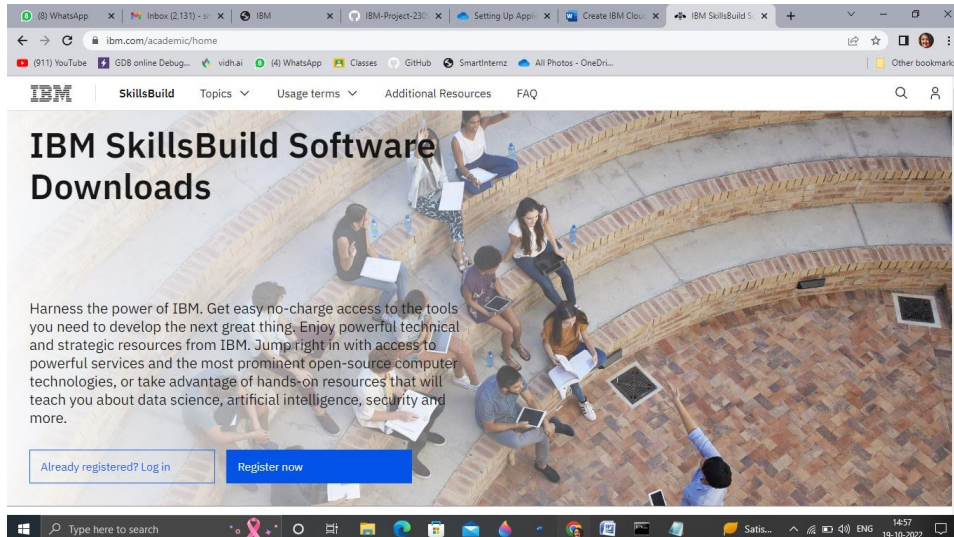 (8) WhatsApp
Inbox (2,131) - sr
IBM
IBM-Project-230
Setting Up Applic
Create IBM Clou
IBM SkillsBuild So
ibm.com/academic/home
(911) YouTube
GDB online Debug...
vidh.ai
(4) WhatsApp
Classes
GitHub
SmartInternz
All Photos - OneDri...
Other bookmarks
IBM
SkillsBuild
Topics
Usage terms
Additional Resources
FAQ
IBM SkillsBuild Software
Downloads
Harness the power of IBM. Get easy no-charge access to the tools
you need to develop the next great thing. Enjoy powerful technical
and strategic resources from IBM. Jump right in with access to
powerful services and the most prominent open-source computer
technologies, or take advantage of hands-on resources that will
teach you about data science, artificial intelligence, security and
more.
Already registered? Log in
Register now
Type here to search
Satis...
ENG
14:57
19-10-2022